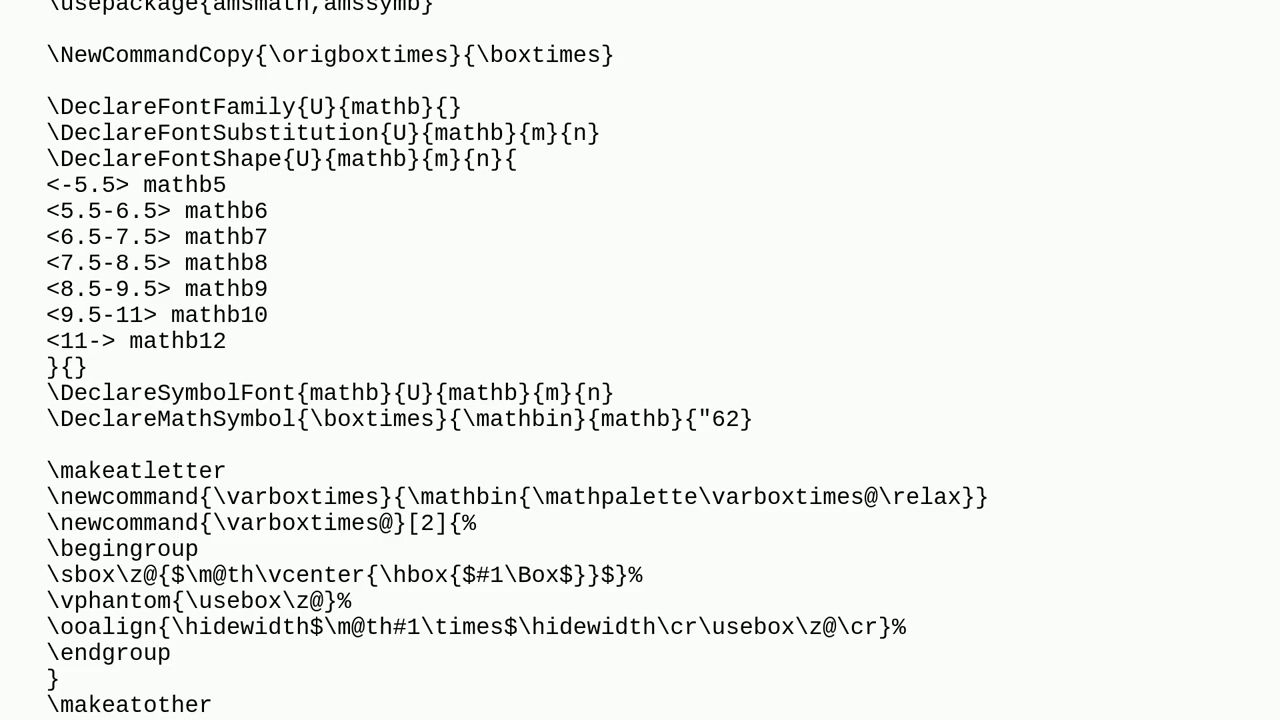 \usepackage{amsmath,amssymb}
\NewCommandCopy{\origboxtimes}{\boxtimes}
\DeclareFontFamily{U}{mathb}{}
\DeclareFontSubstitution{U}{mathb}{m}{n}
\DeclareFontShape{U}{mathb}{m}{n}{
<-5.5> mathb5
<5.5-6.5> mathb6
<6.5-7.5> mathb7
<7.5-8.5> mathb8
<8.5-9.5> mathb9
<9.5-11> mathb10
<11-> mathb12
}{}
\DeclareSymbolFont{mathb}{U}{mathb}{m}{n}
\DeclareMathSymbol{\boxtimes}{\mathbin}{mathb}{"62}
\makeatletter
\newcommand{\varboxtimes}{\mathbin{\mathpalette\varboxtimes@\relax}}
\newcommand{\varboxtimes@}[2]{%
\begingroup
\sbox\z@{$\m@th\vcenter{\hbox{$#1\Box$}}$}%
\vphantom{\usebox\z@}%
\ooalign{\hidewidth$\m@th#1\times$\hidewidth\cr\usebox\z@\cr}%
\endgroup
}
\makeatother